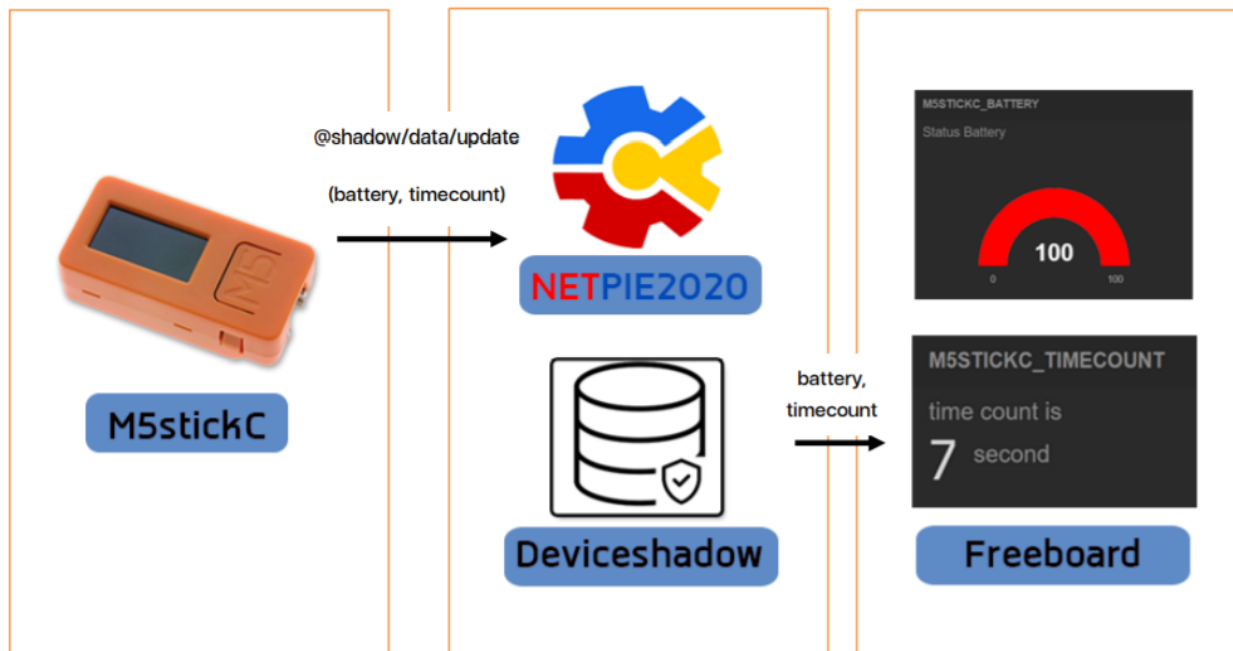 M5
M5stickC
@shadow/data/update
(battery, timecount)
NETPIE2020
Deviceshadow
battery,
timecount
M5STICKC_BATTERY
Status Battery
100
0 100
M5STICKC_TIMECOUNT
time count is
7 second
Freeboard